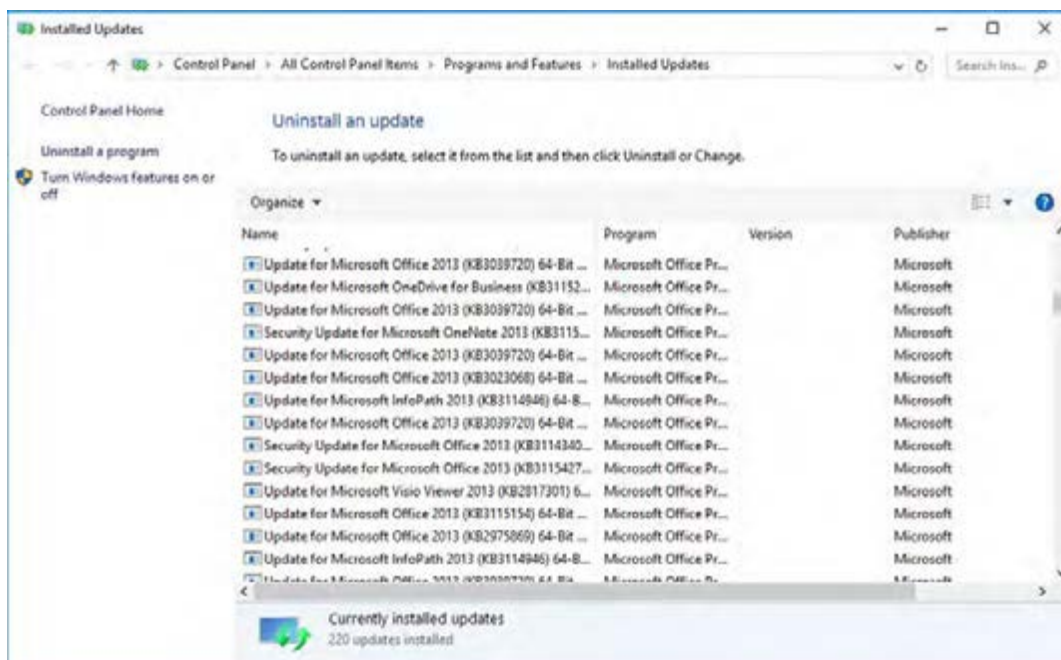 Installed Updates
Control Panel > All Control Panel Items > Programs and Features > Installed Updates
Search Ins...
Control Panel Home
Uninstall a program
Turn Windows features on or
off
Uninstall an update
To uninstall an update, select it from the list and then click Uninstall or Change.
Organize
Name Program Version Publisher
Update for Microsoft Office 2013 (KB3039720) 64-Bit ... Microsoft Office Pr... Microsoft
Update for Microsoft OneDrive for Business (KB31152... Microsoft Office Pr... Microsoft
Update for Microsoft Office 2013 (KB3039720) 64-Bit ... Microsoft Office Pr... Microsoft
Security Update for Microsoft OneNote 2013 (KB3115... Microsoft Office Pr... Microsoft
Update for Microsoft Office 2013 (KB3039720) 64-Bit ... Microsoft Office Pr... Microsoft
Update for Microsoft Office 2013 (KB3023068) 64-Bit ... Microsoft Office Pr... Microsoft
Update for Microsoft InfoPath 2013 (KB3114946) 64-B... Microsoft Office Pr... Microsoft
Update for Microsoft Office 2013 (KB3039720) 64-Bit ... Microsoft Office Pr... Microsoft
Security Update for Microsoft Office 2013 (KB3114340... Microsoft Office Pr... Microsoft
Security Update for Microsoft Office 2013 (KB3115427... Microsoft Office Pr... Microsoft
Update for Microsoft Visio Viewer 2013 (KB2817301) 6... Microsoft Office Pr... Microsoft
Update for Microsoft Office 2013 (KB3115154) 64-Bit ... Microsoft Office Pr... Microsoft
Update for Microsoft Office 2013 (KB2975869) 64-Bit ... Microsoft Office Pr... Microsoft
Update for Microsoft InfoPath 2013 (KB3114946) 64-B... Microsoft Office Pr... Microsoft
Currently installed updates
220 updates installed